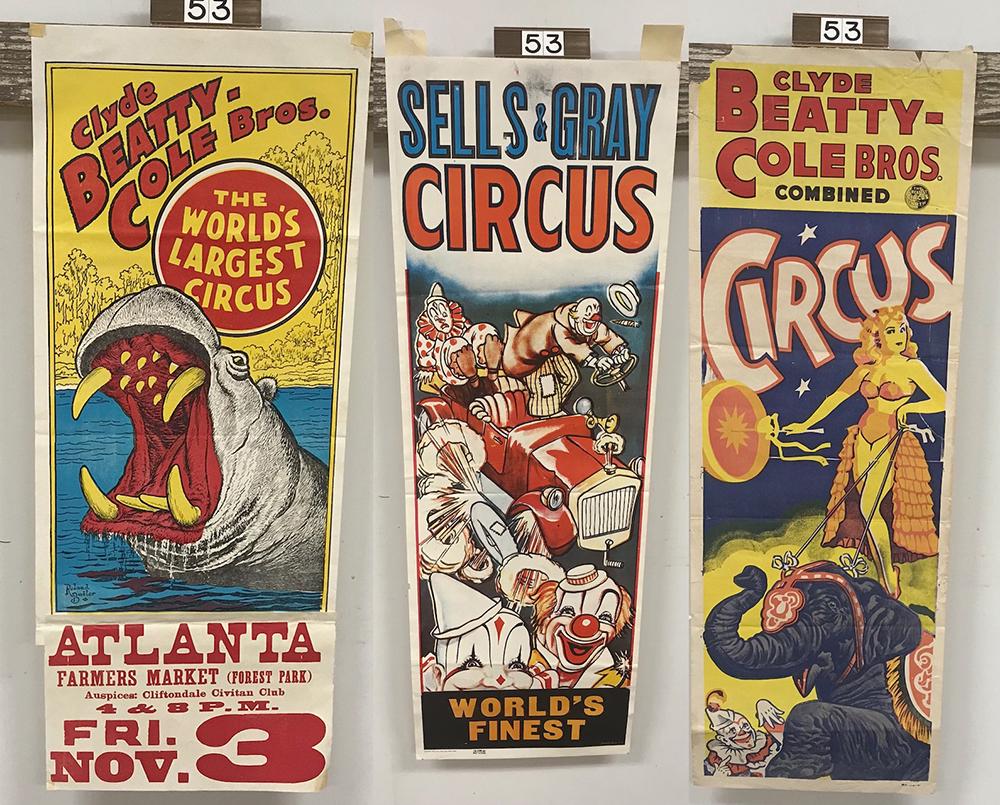 53
Clyde
BEATTY-
COLE Bros.
THE
WORLD'S
LARGEST
CIRCUS
ATLANTA
FARMERS MARKET (FOREST PARK)
Auspices: Cliftondale Civitan Club
4 & 8 P.M.
FRI.
NOV. 3
53
SELLS & GRAY
CIRCUS
WORLD'S
FINEST
53
CLYDE
BEATTY-
COLE BROS.
COMBINED
CIRCUS